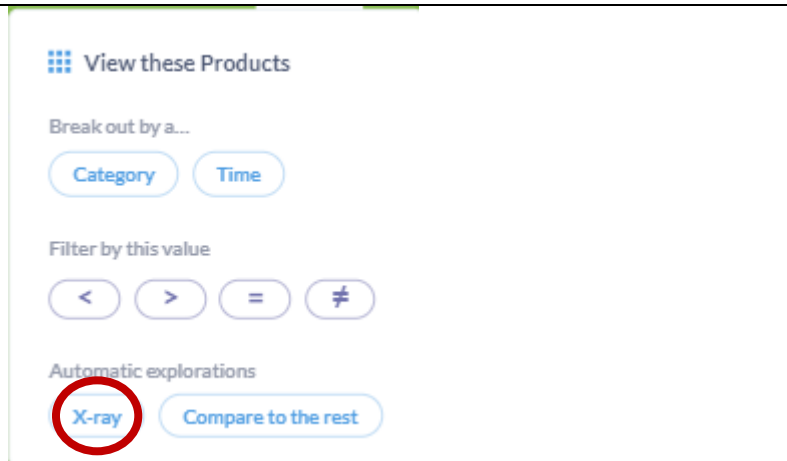 View these Products
Break out by a...
Category Time
Filter by this value
< > = ≠
Automatic explorations
X-ray Compare to the rest